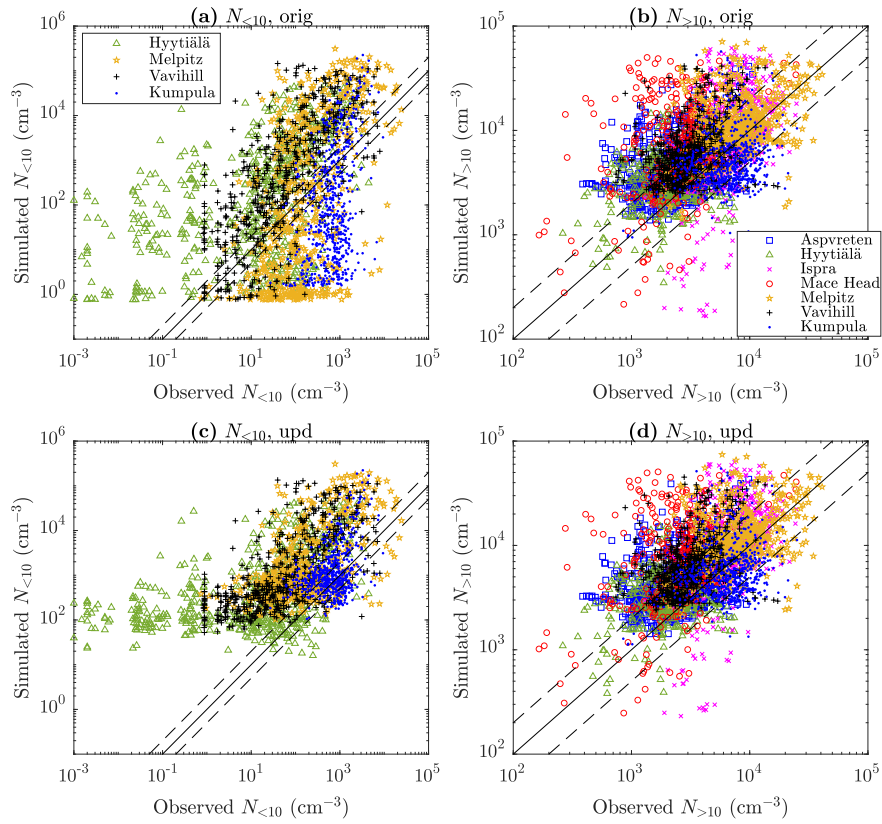 (a) N<10, orig
(b) N>10, orig
10^6
10^4
10^2
10^0
Simulated N<10 (cm−3)
Hyytiälä
Melpitz
Vavihill
Kumpula
10^−3
10^−1
10^1
10^3
10^5
Observed N<10 (cm−3)
10^5
10^4
10^3
10^2
Simulated N>10 (cm−3)
Aspvreten
Hyytiälä
Ispra
Mace Head
Melpitz
Vavihill
Kumpula
10^2
10^3
10^4
10^5
Observed N>10 (cm−3)
(c) N<10, upd
(d) N>10, upd
10^6
10^4
10^2
10^0
Simulated N<10 (cm−3)
10^−3
10^−1
10^1
10^3
10^5
Observed N<10 (cm−3)
10^5
10^4
10^3
10^2
Simulated N>10 (cm−3)
10^2
10^3
10^4
10^5
Observed N>10 (cm−3)